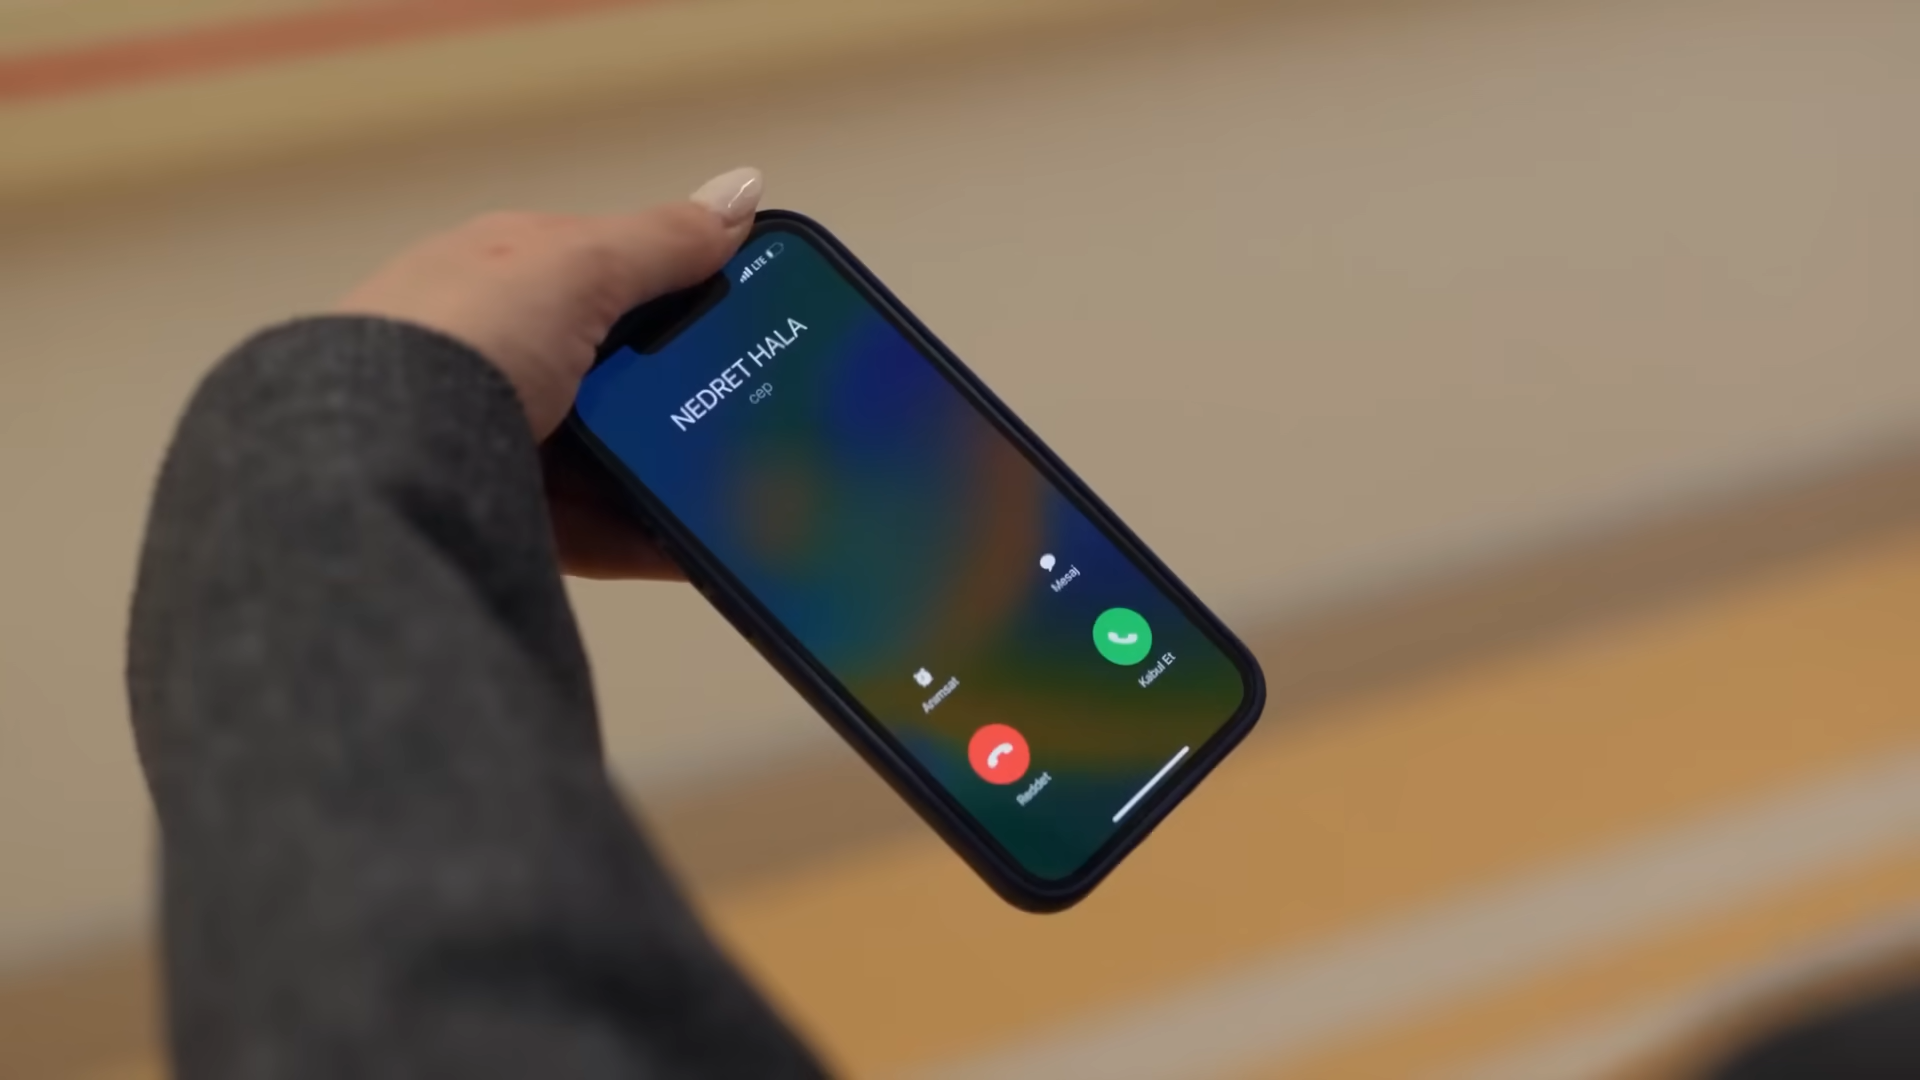 LTE
NEDRET HALA
cep
Anımsat
Mesaj
Reddet
Kabul Et